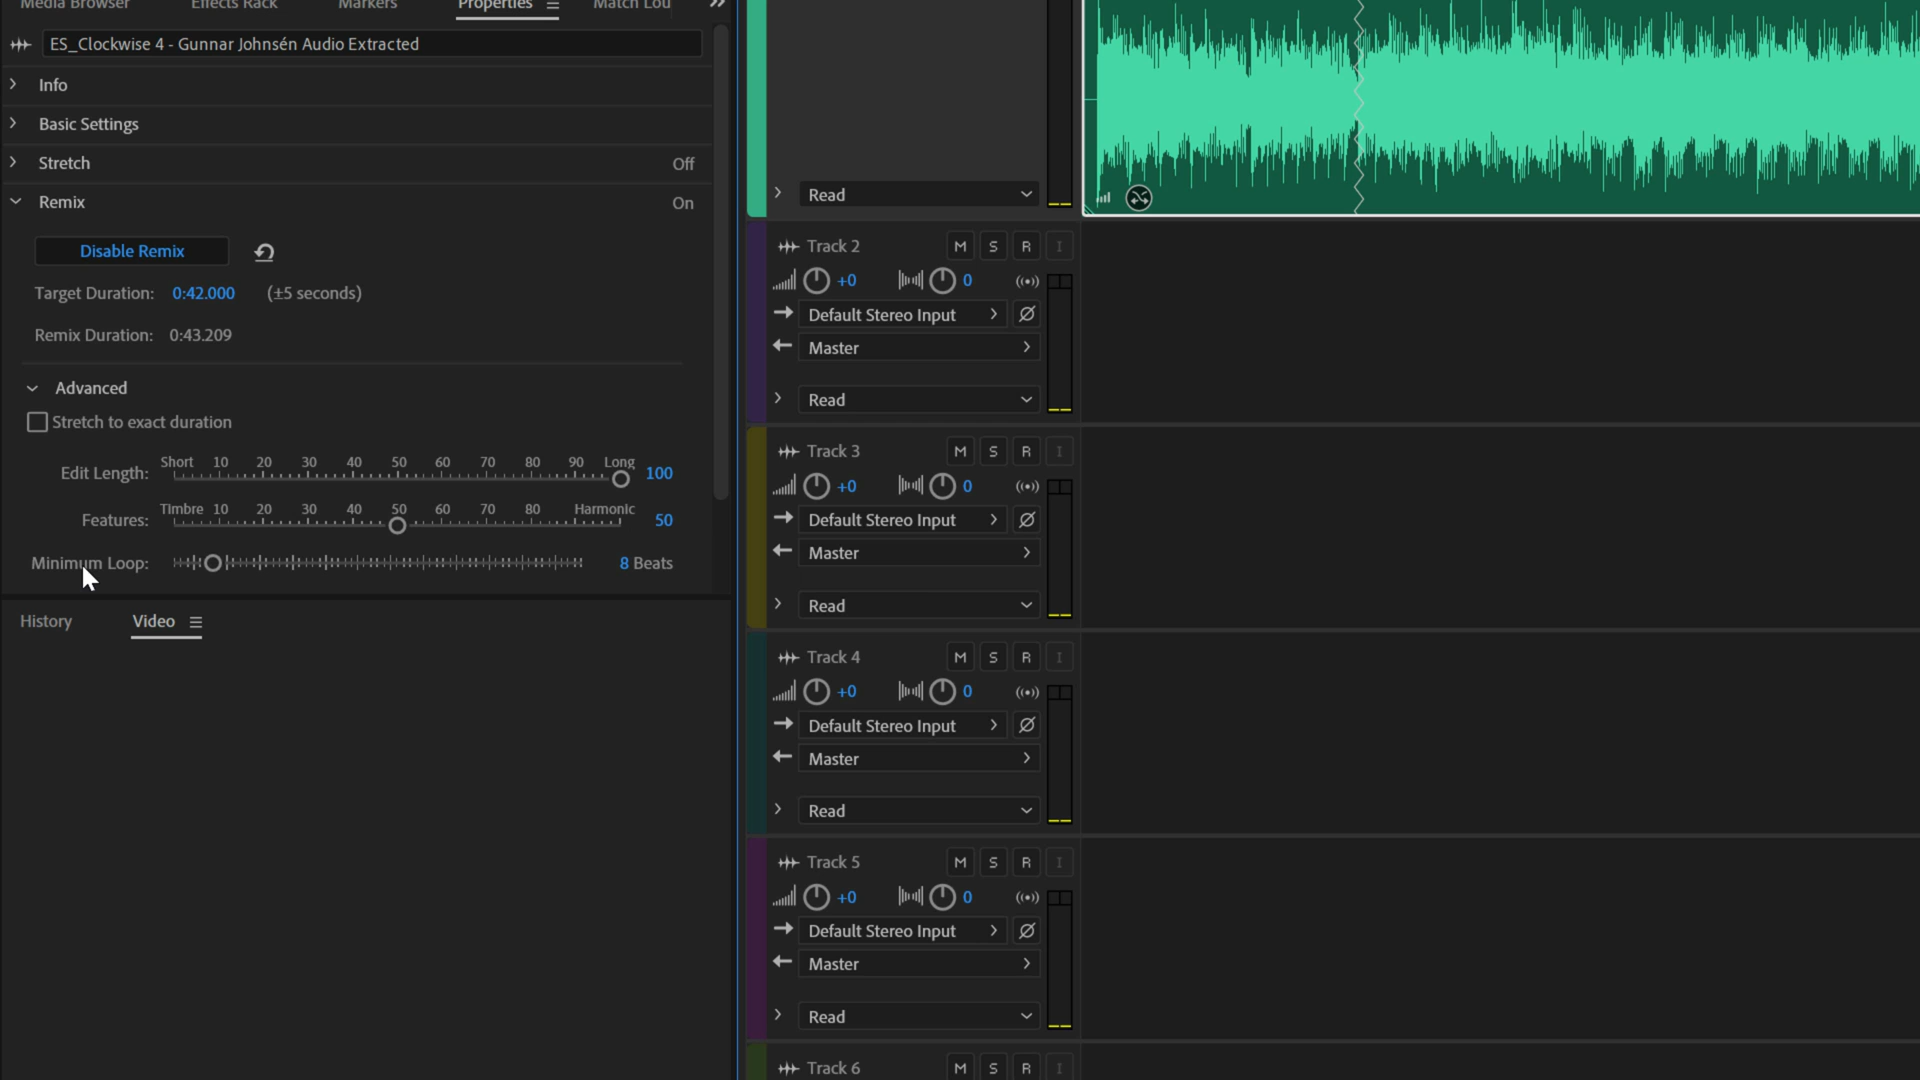 Media Browser Effects Rack Markers Properties Match Lou
ES_Clockwise 4 - Gunnar Johnsén Audio Extracted
Info
Basic Settings
Stretch Off
Remix On
Disable Remix
Target Duration: 0:42.000 (±5 seconds)
Remix Duration: 0:43.209
Advanced
Stretch to exact duration
Short 10 20 30 40 50 60 70 80 90 Long
Edit Length: 100
Timbre 10 20 30 40 50 60 70 80 Harmonic
Features: 50
Minimum Loop: 8 Beats
History Video
Read
Track 2 M S R I
+0 0
Default Stereo Input Ø
Master
Read
Track 3 M S R I
+0 0
Default Stereo Input Ø
Master
Read
Track 4 M S R I
+0 0
Default Stereo Input Ø
Master
Read
Track 5 M S R I
+0 0
Default Stereo Input Ø
Master
Read
Track 6 M S R I